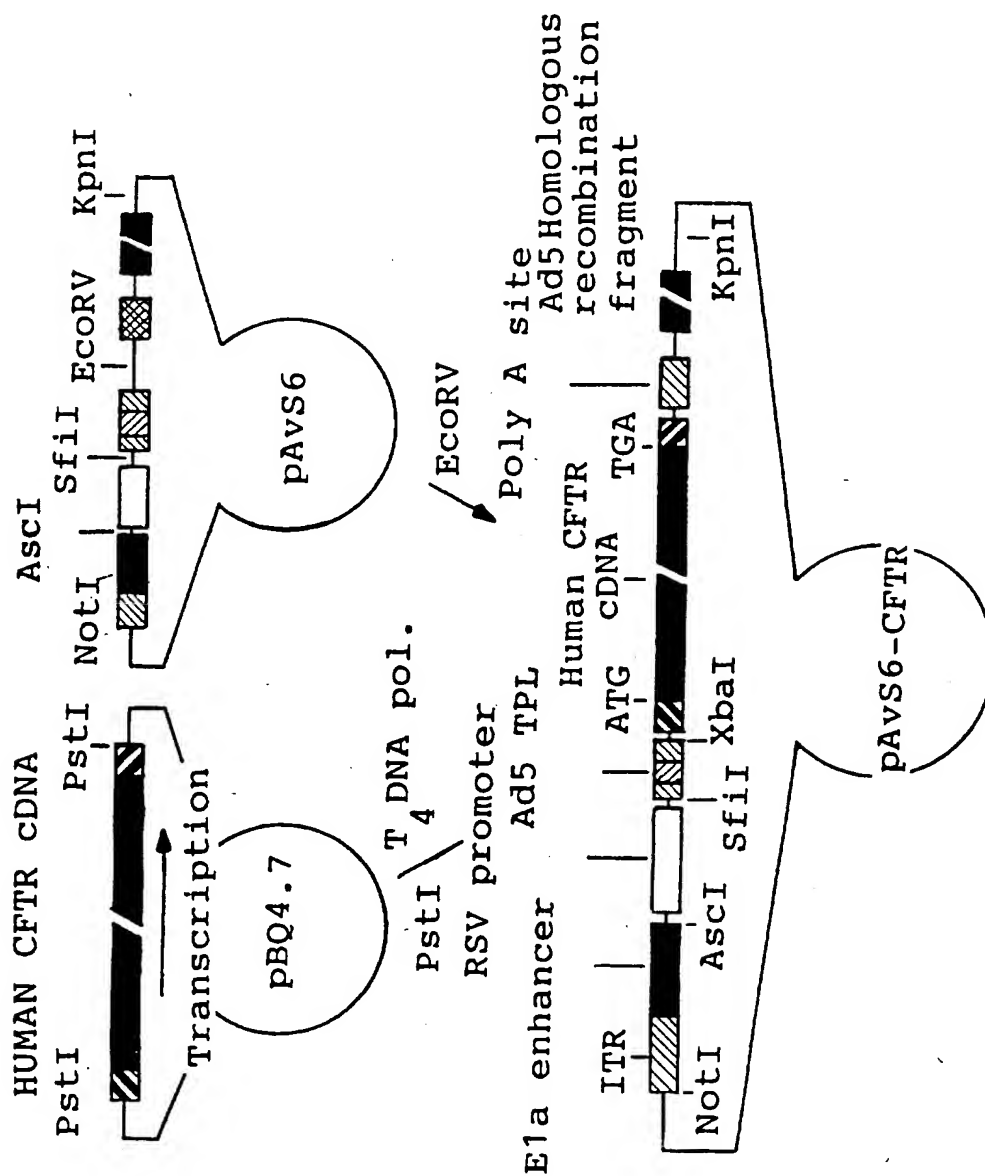 HUMAN CFTR cDNA
PstI
PstI
Transcription
pBQ4.7
PstI
T4 DNA pol.
AscI
NotI
SfiI
EcoRV
KpnI
pAvS6
EcoRV
E1a enhancer
RSV promoter
Ad5 TPL
Human CFTR
cDNA
Poly A site
Ad5 Homologous
recombination
fragment
ITR
ATG
TGA
NotI
AscI
SfiI
XbaI
KpnI
pAvS6-CFTR